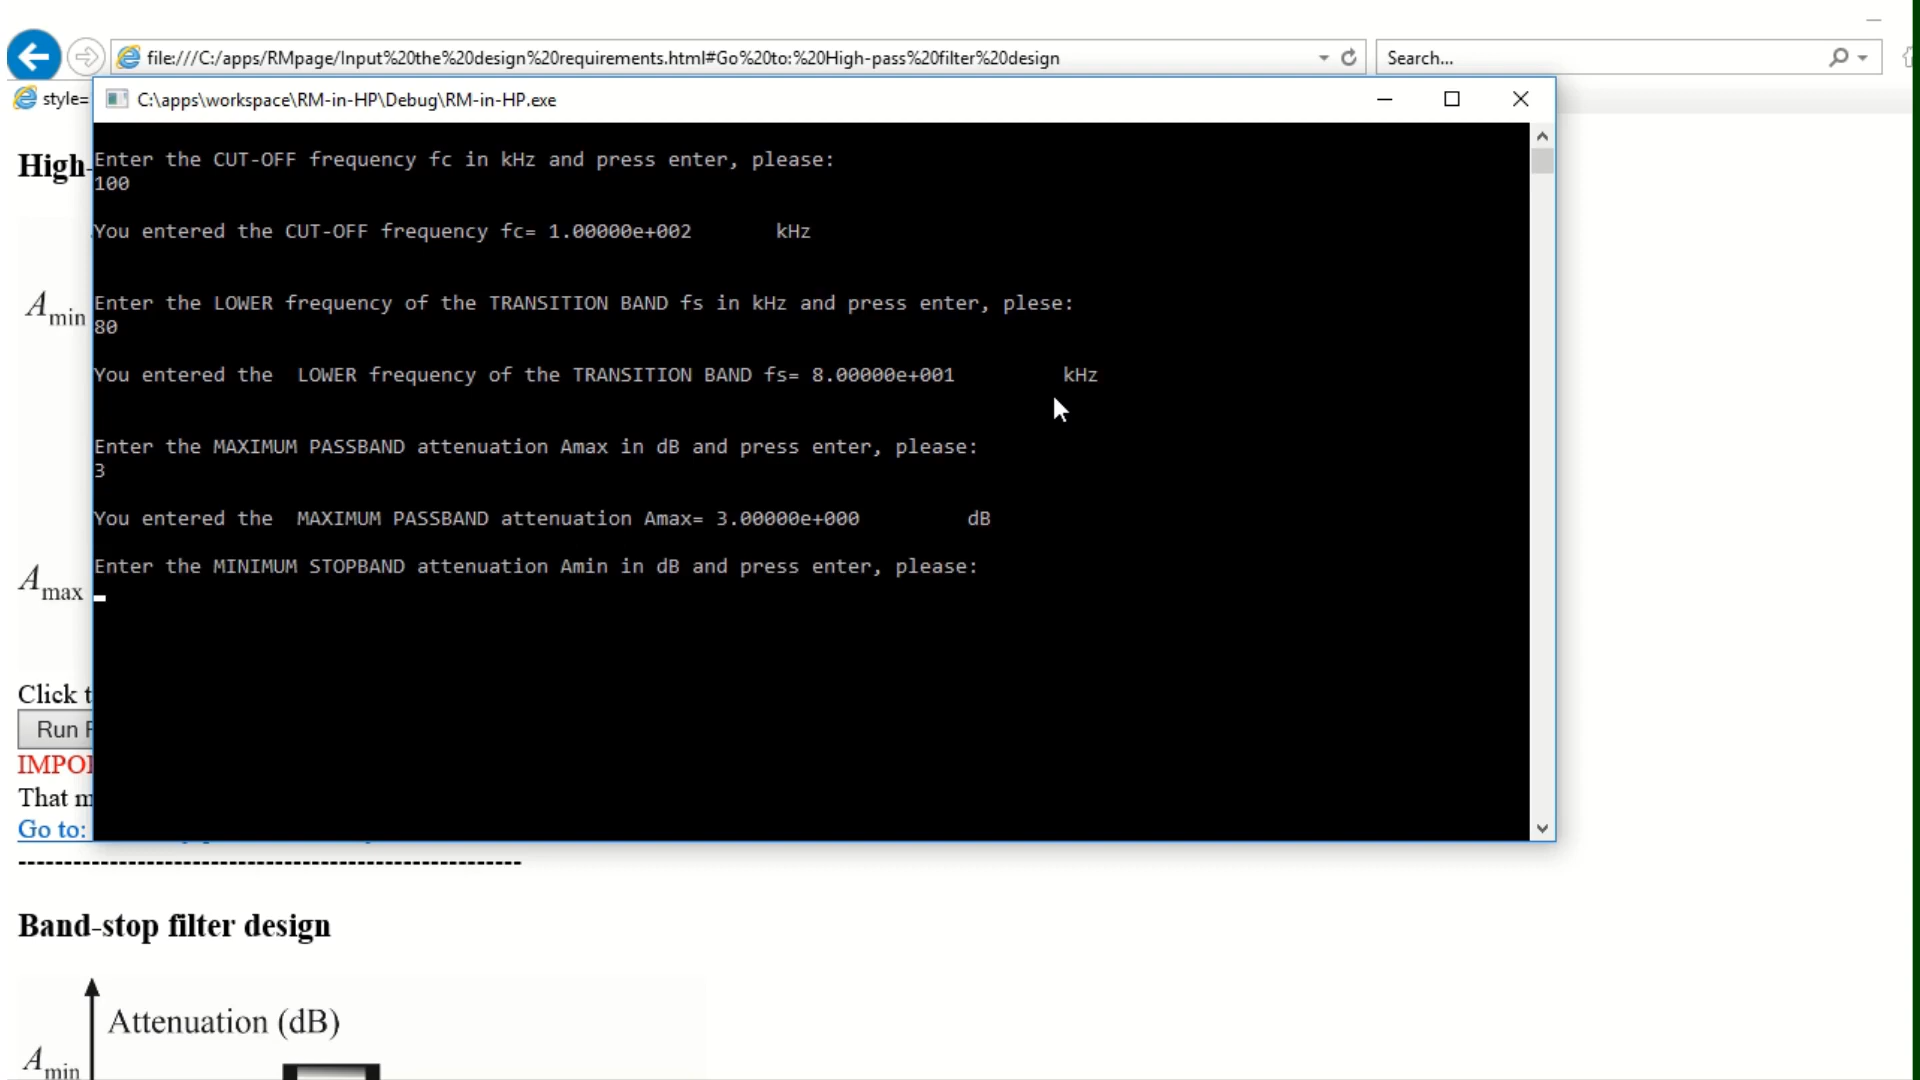 file:///C:/apps/RMpage/Input%20the%20design%20requirements.html#Go%20to:%20High-pass%20filter%20design
Search...
style=
C:\apps\workspace\RM-in-HP\Debug\RM-in-HP.exe
High-
Enter the CUT-OFF frequency fc in kHz and press enter, please:
100
You entered the CUT-OFF frequency fc= 1.00000e+002 kHz
Amin
Enter the LOWER frequency of the TRANSITION BAND fs in kHz and press enter, plese:
80
You entered the  LOWER frequency of the TRANSITION BAND fs= 8.00000e+001 kHz
Enter the MAXIMUM PASSBAND attenuation Amax in dB and press enter, please:
3
You entered the  MAXIMUM PASSBAND attenuation Amax= 3.00000e+000 dB
Enter the MINIMUM STOPBAND attenuation Amin in dB and press enter, please:
Amax
Click t
Run
IMPO
That m
Go to:
-------------------------------------------------------
Band-stop filter design
Attenuation (dB)
Amin